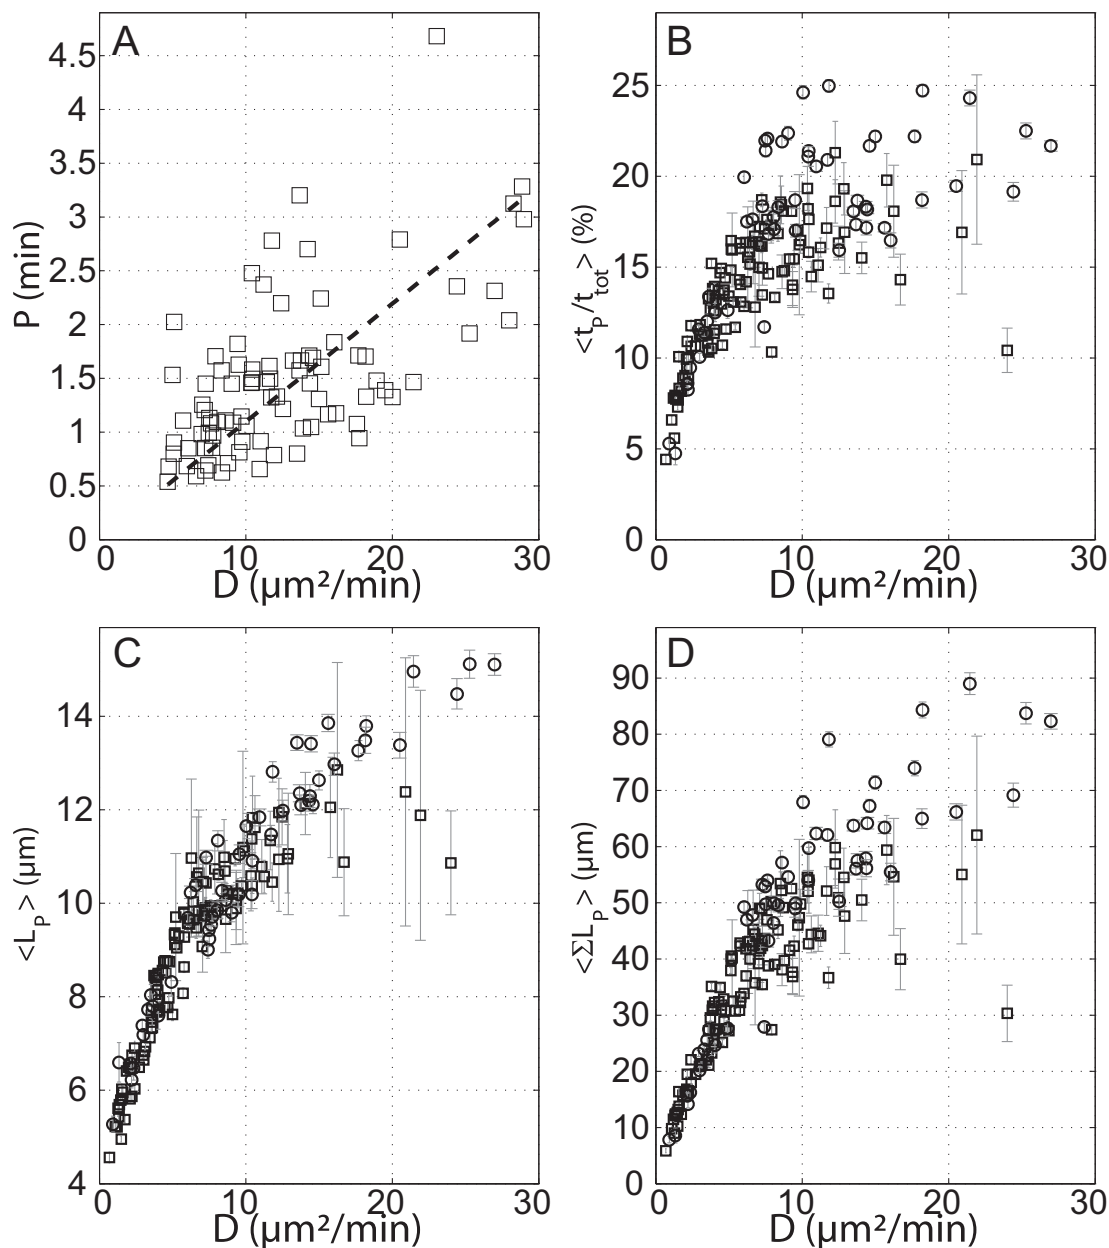 A
P (min)
4.5
4
3.5
3
2.5
2
1.5
1
0.5
0
0 10 20 30
D (µm²/min)
B
<t_P/t_tot> (%)
25
20
15
10
5
0
0 10 20 30
D (µm²/min)
C
<L_P> (µm)
14
12
10
8
6
4
0 10 20 30
D (µm²/min)
D
<ΣL_P> (µm)
90
80
70
60
50
40
30
20
10
0
0 10 20 30
D (µm²/min)